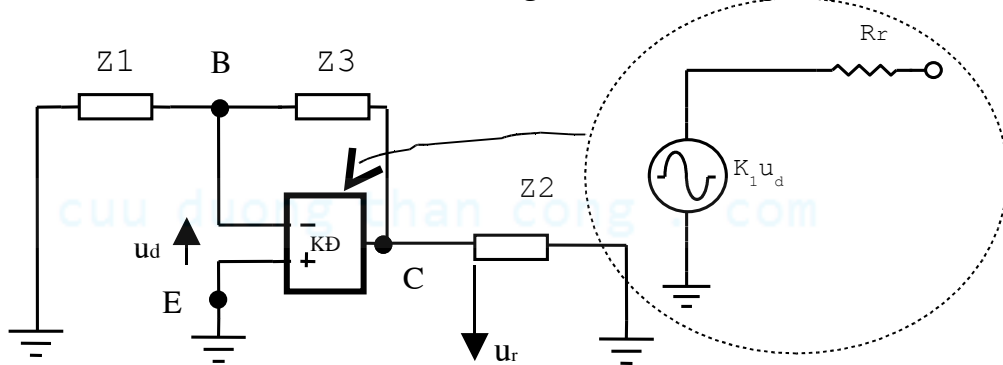 Rr
Z1
B
Z3
K1ud
Z2
cuu duong than cong . com
ud
−
KĐ
+
E
C
ur